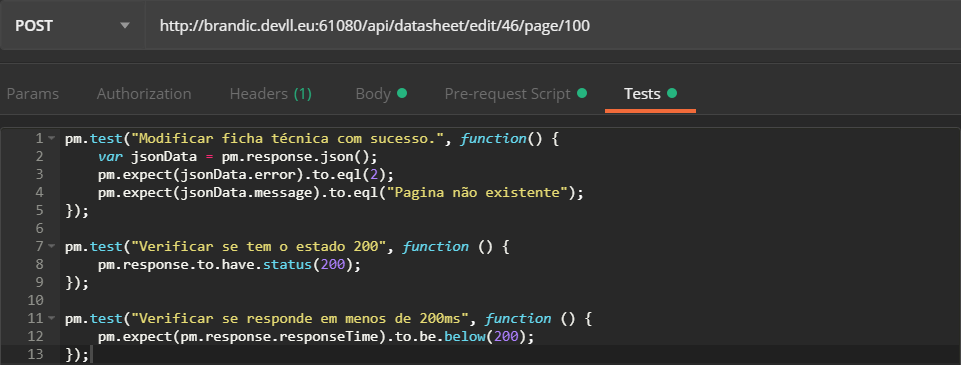 POST http://brandic.devll.eu:61080/api/datasheet/edit/46/page/100
Params Authorization Headers (1) Body Pre-request Script Tests
1 pm.test("Modificar ficha técnica com sucesso.", function() {
2 var jsonData = pm.response.json();
3 pm.expect(jsonData.error).to.eql(2);
4 pm.expect(jsonData.message).to.eql("Pagina não existente");
5 });
6
7 pm.test("Verificar se tem o estado 200", function () {
8 pm.response.to.have.status(200);
9 });
10
11 pm.test("Verificar se responde em menos de 200ms", function () {
12 pm.expect(pm.response.responseTime).to.be.below(200);
13 });